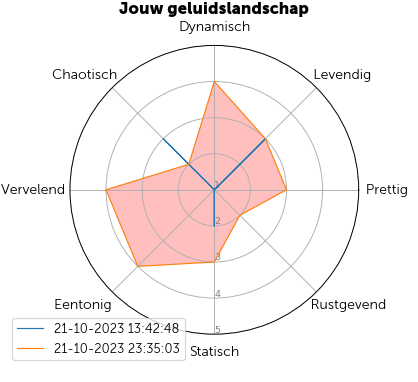 Jouw geluidslandschap
Dynamisch
Chaotisch
Levendig
Vervelend
Prettig
1
2
3
4
5
Eentonig
Rustgevend
Statisch
21-10-2023 13:42:48
21-10-2023 23:35:03